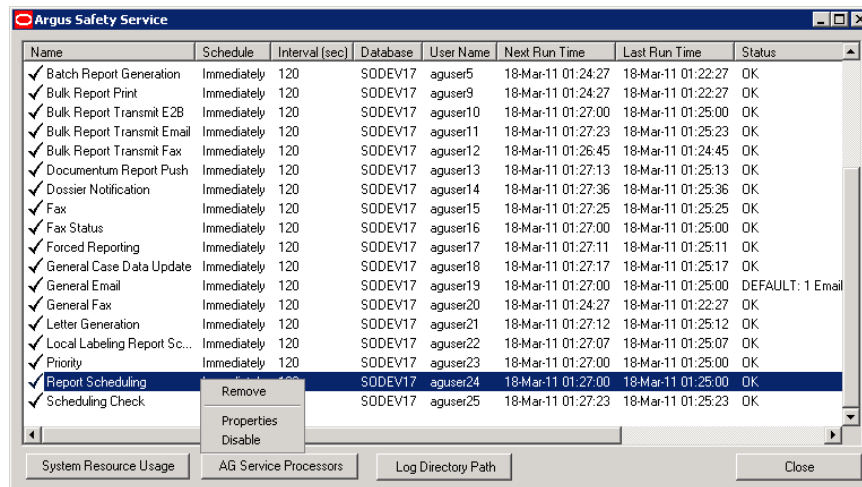 Argus Safety Service
Name Schedule Interval (sec) Database User Name Next Run Time Last Run Time Status
Batch Report Generation Immediately 120 SODEV17 aguser5 18-Mar-11 01:24:27 18-Mar-11 01:22:27 OK
Bulk Report Print Immediately 120 SODEV17 aguser9 18-Mar-11 01:24:27 18-Mar-11 01:22:27 OK
Bulk Report Transmit E2B Immediately 120 SODEV17 aguser10 18-Mar-11 01:27:00 18-Mar-11 01:25:00 OK
Bulk Report Transmit Email Immediately 120 SODEV17 aguser11 18-Mar-11 01:27:23 18-Mar-11 01:25:23 OK
Bulk Report Transmit Fax Immediately 120 SODEV17 aguser12 18-Mar-11 01:26:45 18-Mar-11 01:24:45 OK
Documentum Report Push Immediately 120 SODEV17 aguser13 18-Mar-11 01:27:13 18-Mar-11 01:25:13 OK
Dossier Notification Immediately 120 SODEV17 aguser14 18-Mar-11 01:27:36 18-Mar-11 01:25:36 OK
Fax Immediately 120 SODEV17 aguser15 18-Mar-11 01:27:25 18-Mar-11 01:25:25 OK
Fax Status Immediately 120 SODEV17 aguser16 18-Mar-11 01:27:00 18-Mar-11 01:25:00 OK
Forced Reporting Immediately 120 SODEV17 aguser17 18-Mar-11 01:27:11 18-Mar-11 01:25:11 OK
General Case Data Update Immediately 120 SODEV17 aguser18 18-Mar-11 01:27:17 18-Mar-11 01:25:17 OK
General Email Immediately 120 SODEV17 aguser19 18-Mar-11 01:27:00 18-Mar-11 01:25:00 DEFAULT: 1 Email
General Fax Immediately 120 SODEV17 aguser20 18-Mar-11 01:24:27 18-Mar-11 01:22:27 OK
Letter Generation Immediately 120 SODEV17 aguser21 18-Mar-11 01:27:12 18-Mar-11 01:25:12 OK
Local Labeling Report Sc... Immediately 120 SODEV17 aguser22 18-Mar-11 01:27:07 18-Mar-11 01:25:07 OK
Priority Immediately 120 SODEV17 aguser23 18-Mar-11 01:27:00 18-Mar-11 01:25:00 OK
Report Scheduling SODEV17 aguser24 18-Mar-11 01:27:00 18-Mar-11 01:25:00 OK
Scheduling Check SODEV17 aguser25 18-Mar-11 01:27:23 18-Mar-11 01:25:23 OK
Remove
Properties
Disable
System Resource Usage AG Service Processors Log Directory Path Close